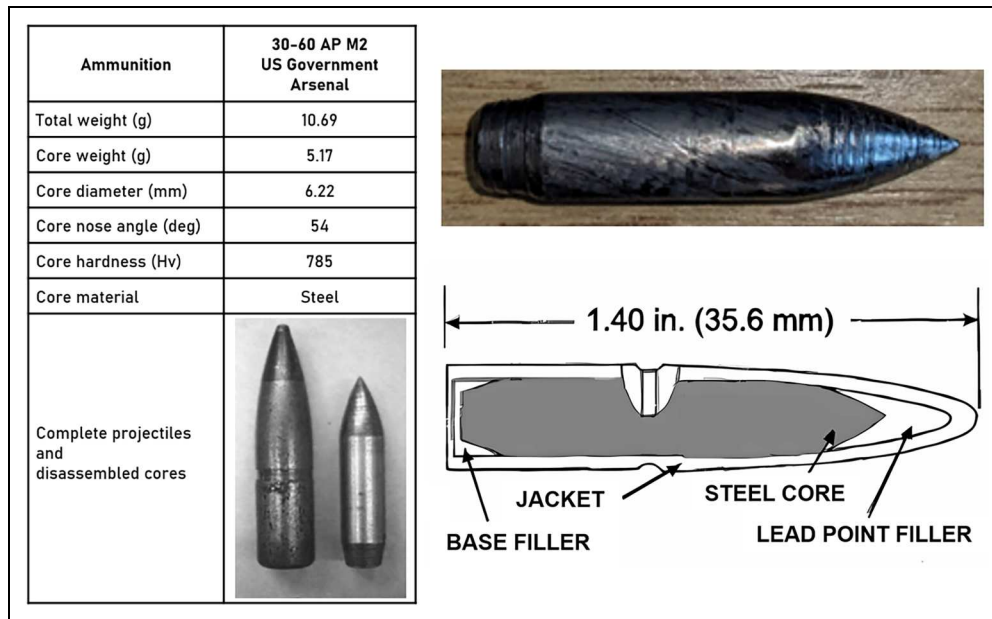 Ammunition
30-60 AP M2
US Government
Arsenal
Total weight (g)
10.69
Core weight (g)
5.17
Core diameter (mm)
6.22
Core nose angle (deg)
54
Core hardness (Hv)
785
Core material
Steel
Complete projectiles
and
disassembled cores
1.40 in. (35.6 mm)
JACKET
STEEL CORE
BASE FILLER
LEAD POINT FILLER